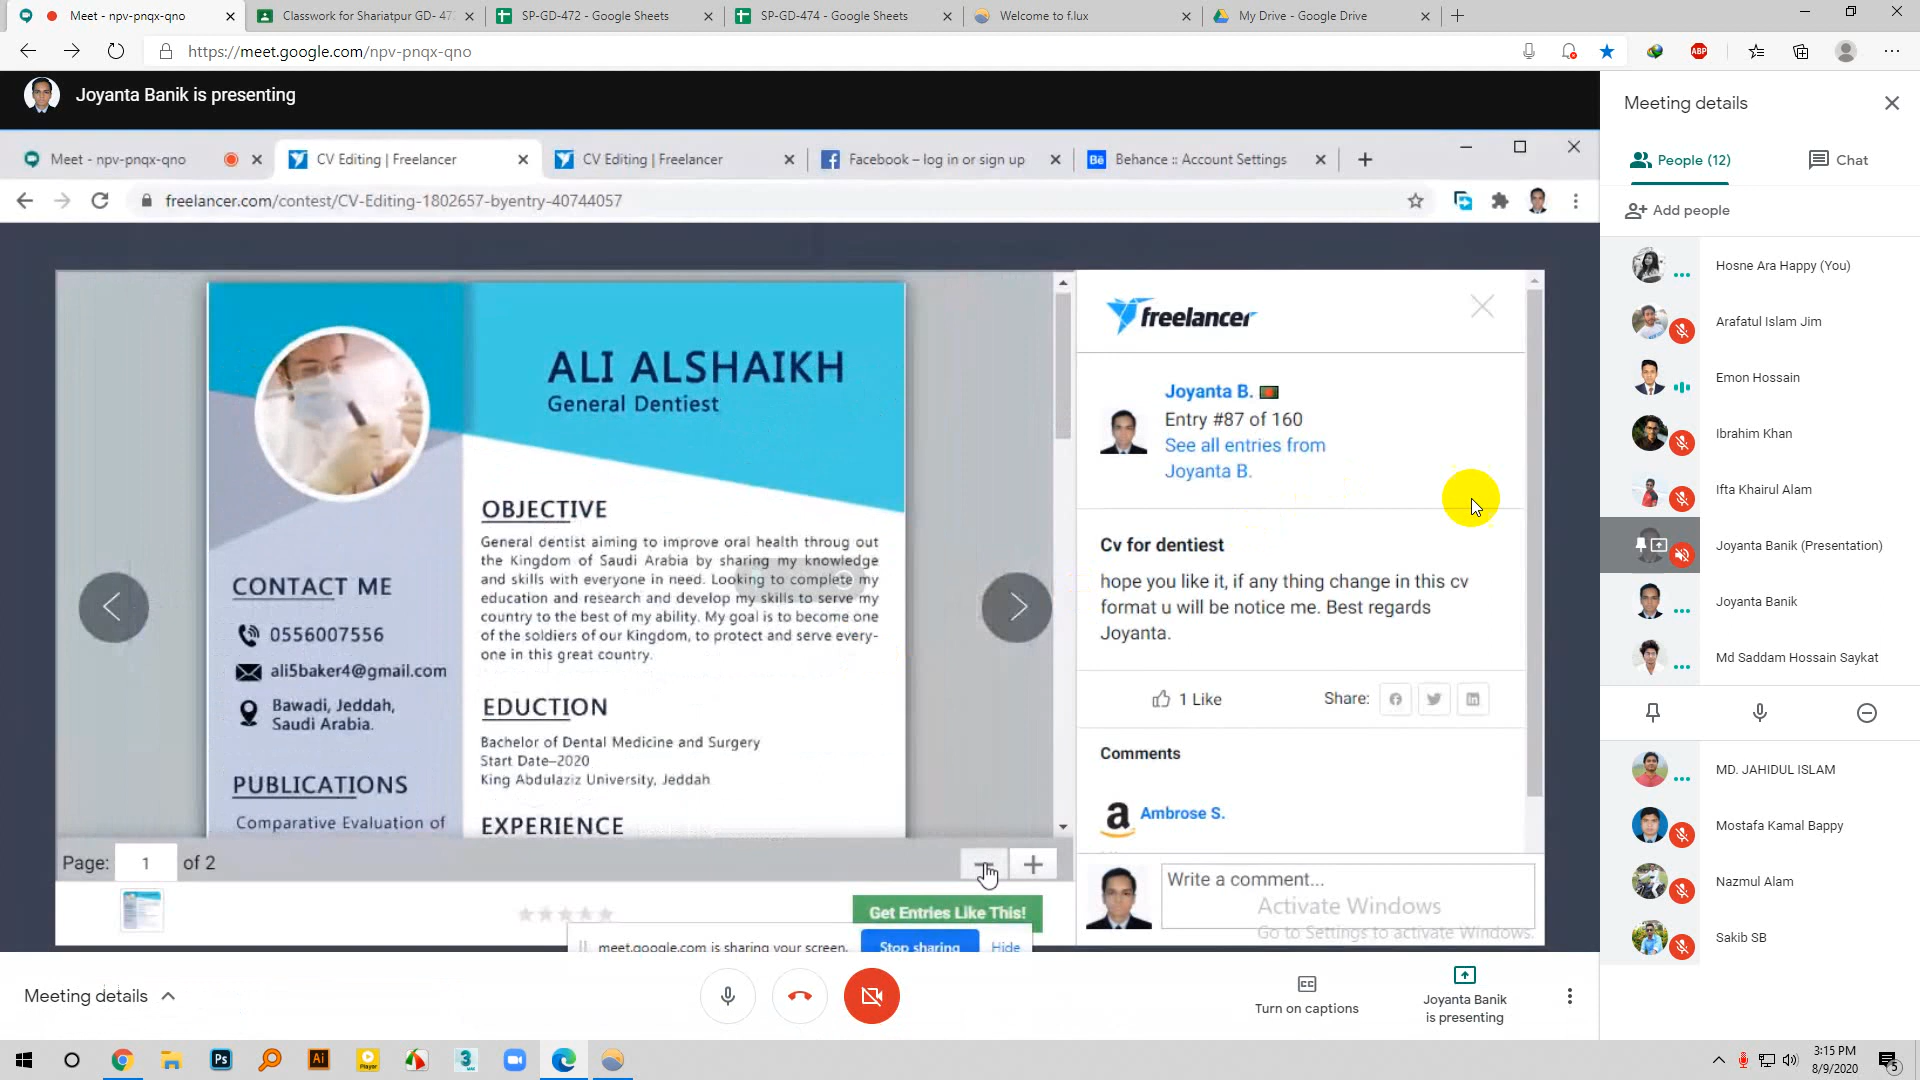 Meet - npv-pnqx-qno
Classwork for Shariatpur GD- 47
SP-GD-472 - Google Sheets
SP-GD-474 - Google Sheets
Welcome to f.lux
My Drive - Google Drive
https://meet.google.com/npv-pnqx-qno
ABP
Joyanta Banik is presenting
Meet - npv-pnqx-qno
CV Editing | Freelancer
CV Editing | Freelancer
Facebook – log in or sign up
Bē
Behance :: Account Settings
freelancer.com/contest/CV-Editing-1802657-byentry-40744057
ALI ALSHAIKH
General Dentiest
OBJECTIVE
General dentist aiming to improve oral health throug out
the Kingdom of Saudi Arabia by sharing my knowledge
and skills with everyone in need. Looking to complete my
education and research and develop my skills to serve my
country to the best of my ability. My goal is to become one
of the soldiers of our Kingdom, to protect and serve every-
one in this great country.
CONTACT ME
0556007556
ali5baker4@gmail.com
Bawadi, Jeddah,
Saudi Arabia.
EDUCTION
Bachelor of Dental Medicine and Surgery
Start Date–2020
King Abdulaziz University, Jeddah
PUBLICATIONS
Comparative Evaluation of
EXPERIENCE
Page: 1 of 2
Get Entries Like This!
meet.google.com is sharing your screen.
Stop sharing
Hide
freelancer
Joyanta B.
Entry #87 of 160
See all entries from
Joyanta B.
Cv for dentiest
hope you like it, if any thing change in this cv
format u will be notice me. Best regards
Joyanta.
1 Like
Share:
Comments
a
Ambrose S.
Write a comment...
Activate Windows
Go to Settings to activate Windows.
Meeting details
People (12)
Chat
Add people
Hosne Ara Happy (You)
Arafatul Islam Jim
Emon Hossain
Ibrahim Khan
Ifta Khairul Alam
Joyanta Banik (Presentation)
Joyanta Banik
Md Saddam Hossain Saykat
MD. JAHIDUL ISLAM
Mostafa Kamal Bappy
Nazmul Alam
Sakib SB
Meeting details
Turn on captions
Joyanta Banik
is presenting
Ps
Ai
Player
3
3:15 PM
8/9/2020
5